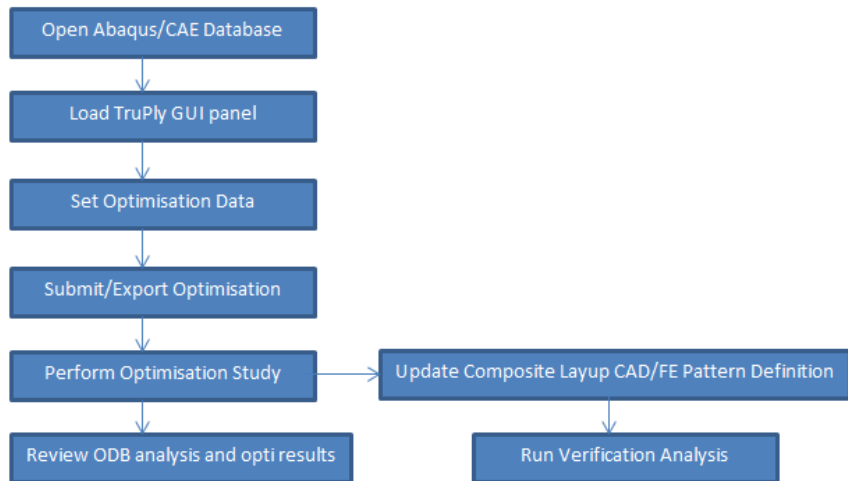 Open Abaqus/CAE Database
Load TruPly GUI panel
Set Optimisation Data
Submit/Export Optimisation
Perform Optimisation Study
Update Composite Layup CAD/FE Pattern Definition
Review ODB analysis and opti results
Run Verification Analysis